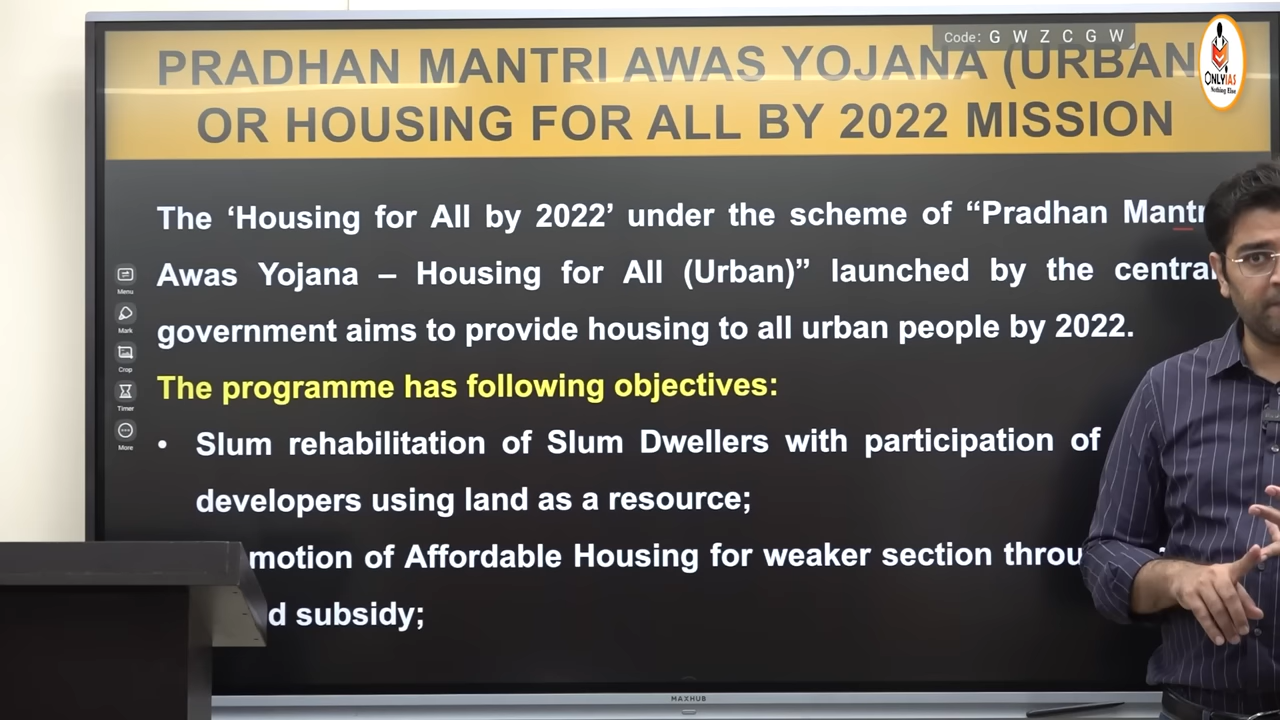 Code: G W Z C G W
PRADHAN MANTRI AWAS YOJANA (URBAN
OR HOUSING FOR ALL BY 2022 MISSION
ONLYIAS
Nothing Else
The ‘Housing for All by 2022’ under the scheme of “Pradhan
Awas Yojana – Housing for All (Urban)” launched by the
government aims to provide housing to all urban people by 2022.
The programme has following objectives:
• Slum rehabilitation of Slum Dwellers with participation of
developers using land as a resource;
of Affordable Housing for weaker section
subsidy;
Menu
Mark
Crop
Timer
More
MAXHUB